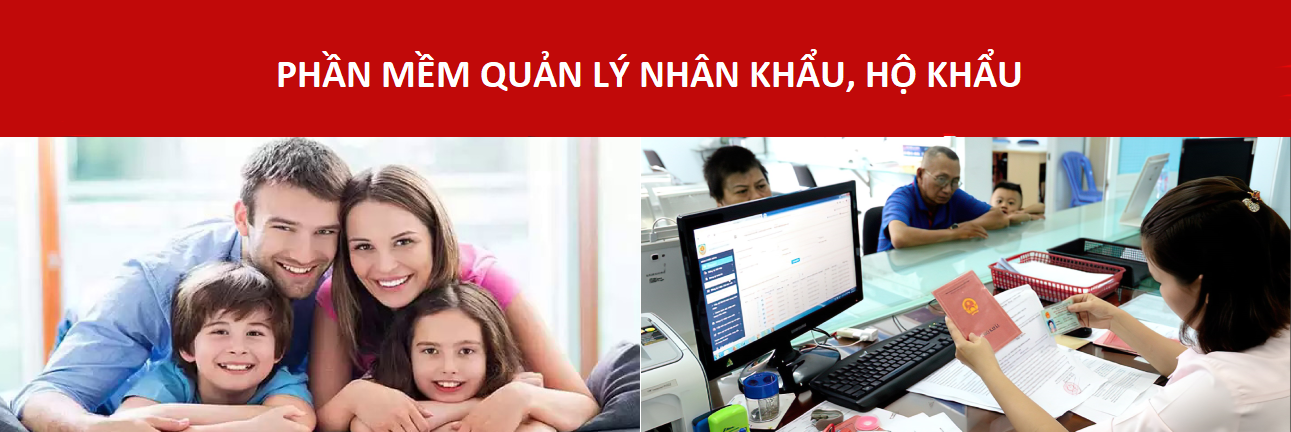 PHẦN MỀM QUẢN LÝ NHÂN KHẨU, HỘ KHẨU